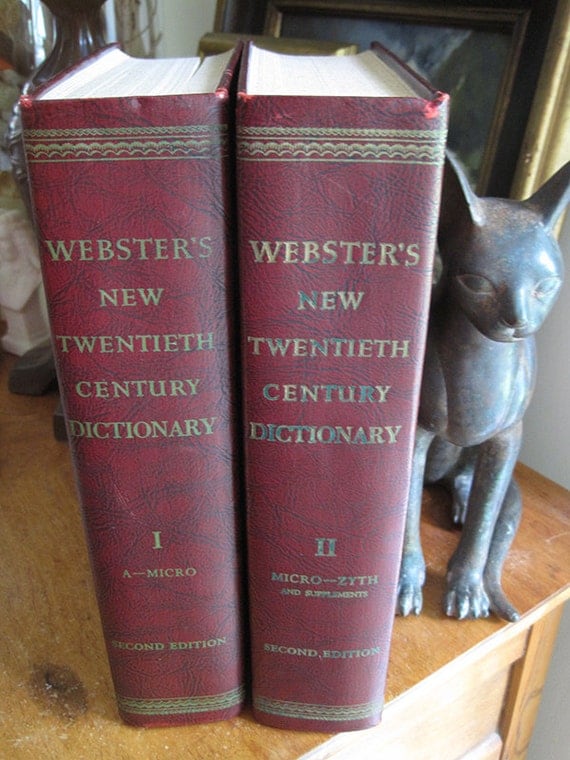 WEBSTER'S
NEW
TWENTIETH
CENTURY
DICTIONARY
I
A—MICRO
SECOND EDITION
WEBSTER'S
NEW
TWENTIETH
CENTURY
DICTIONARY
II
MICRO—ZYTH
AND SUPPLEMENTS
SECOND EDITION